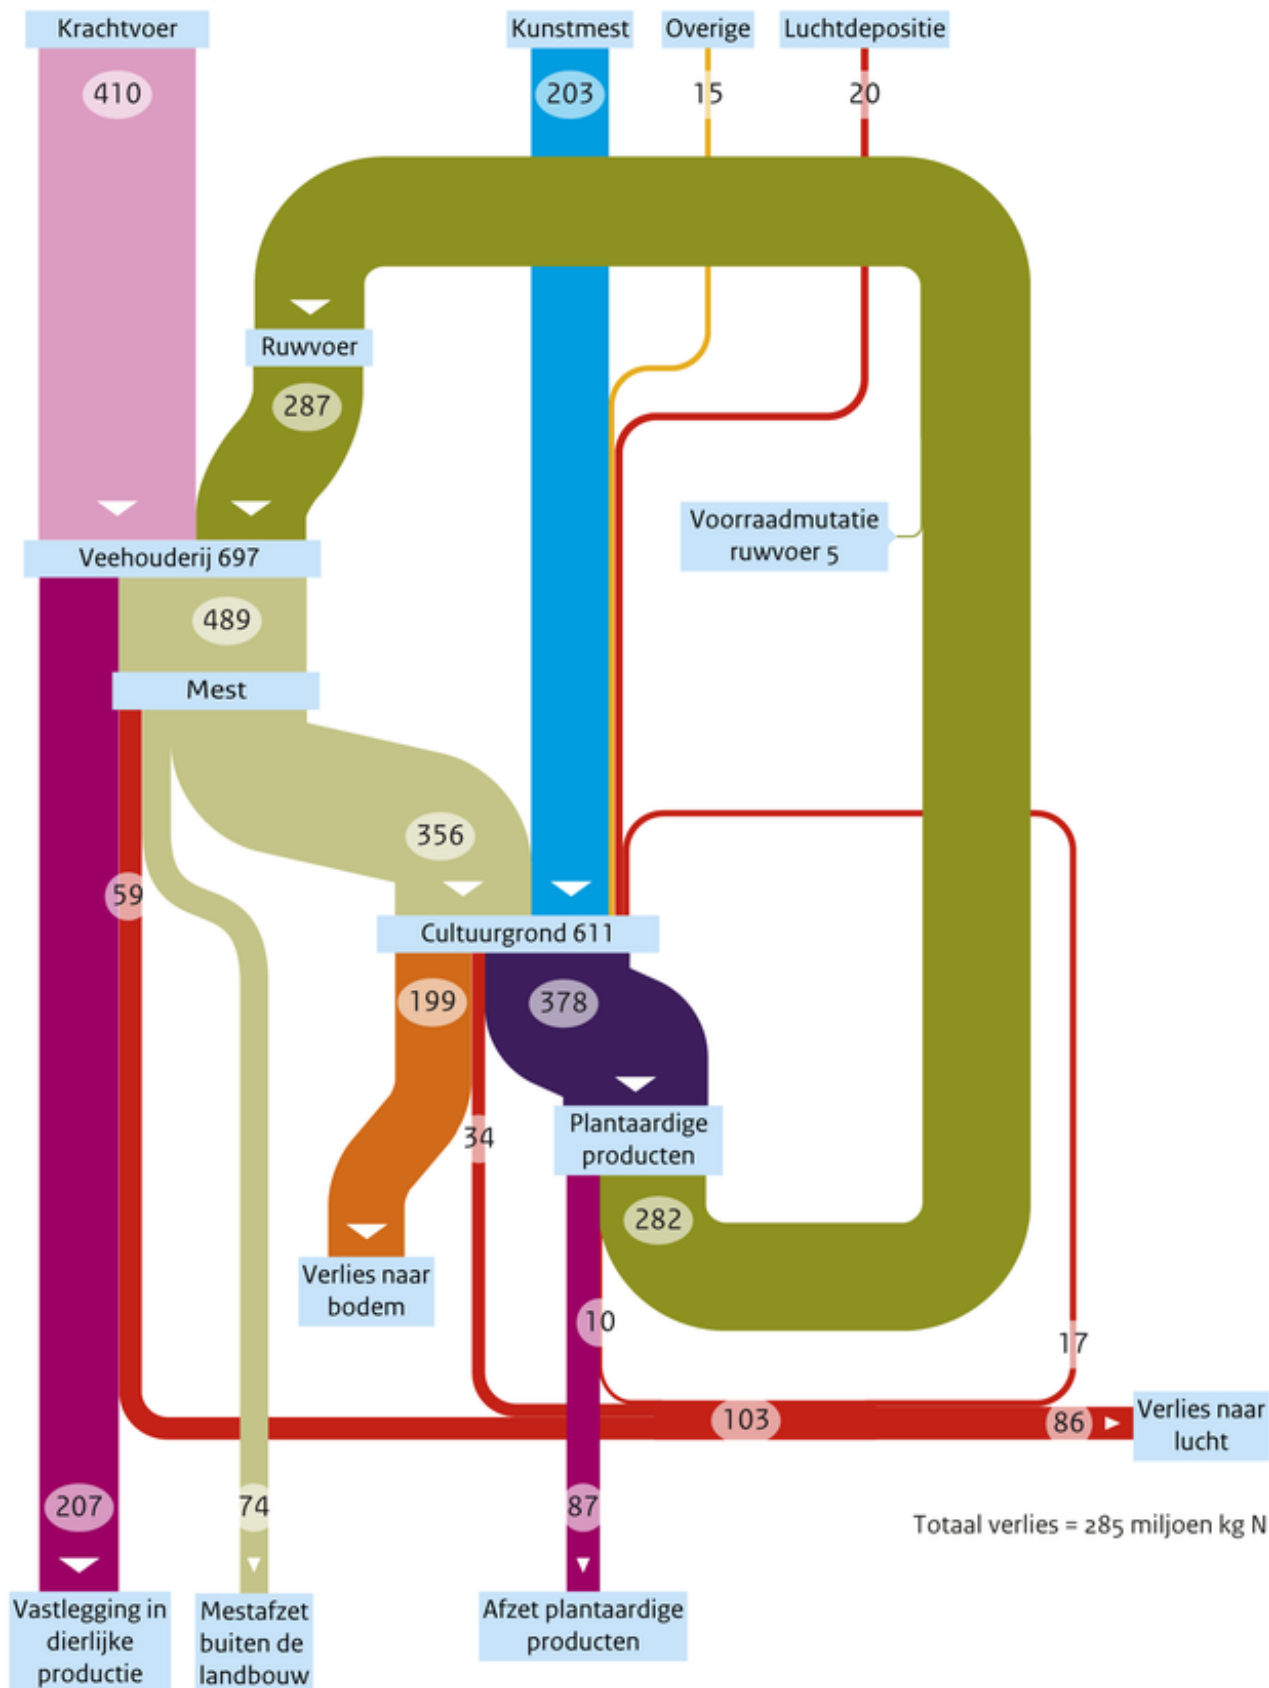 Krachtvoer
Kunstmest
Overige
Luchtdepositie
410
203
15
20
Ruwvoer
287
Voorraadmutatie
ruwvoer 5
Veehouderij 697
489
Mest
356
59
Cultuurgrond 611
199
378
Plantaardige
producten
34
282
Verlies naar
bodem
10
17
103
86
Verlies naar
lucht
207
74
87
Totaal verlies = 285 miljoen kg N
Vastlegging in
dierlijke
productie
Mestafzet
buiten de
landbouw
Afzet plantaardige
producten